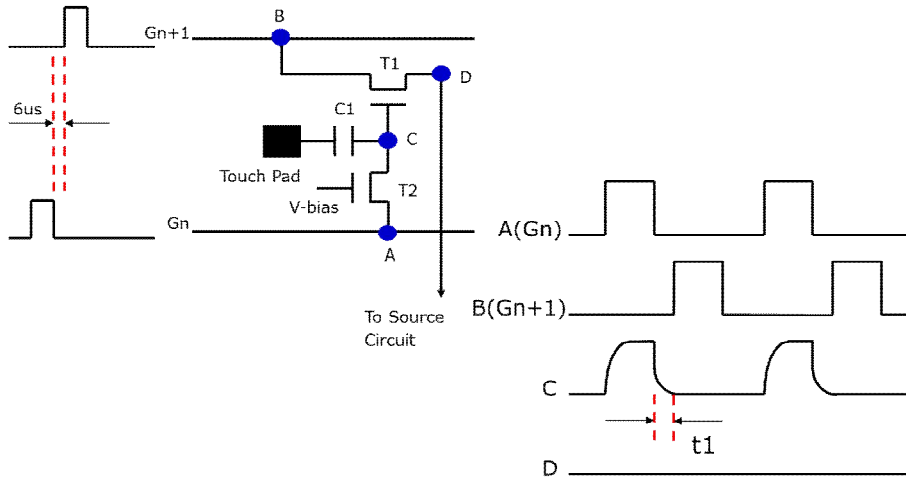 B
Gn+1
T1
D
6us
C1
C
Touch Pad
T2
V-bias
Gn
A
A(Gn)
B(Gn+1)
To Source
Circuit
C
t1
D